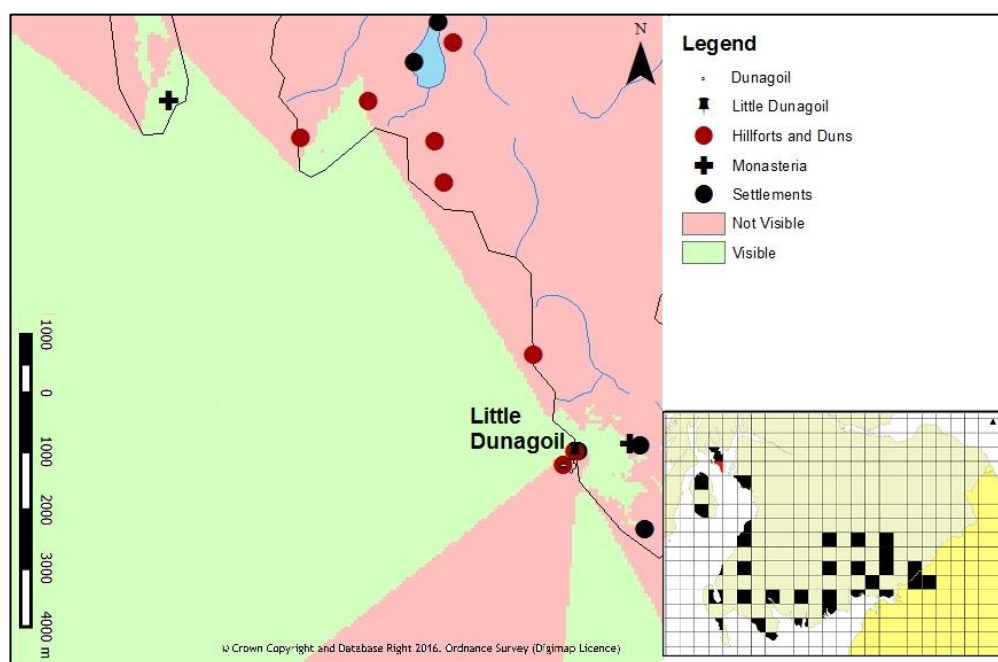 N
Legend
Dunagoil
Little Dunagoil
Hillforts and Duns
Monasteria
Settlements
Not Visible
Visible
Little
Dunagoil
1000
0
1000
2000
3000
4000 m
© Crown Copyright and Database Right 2016. Ordnance Survey (Digimap Licence)